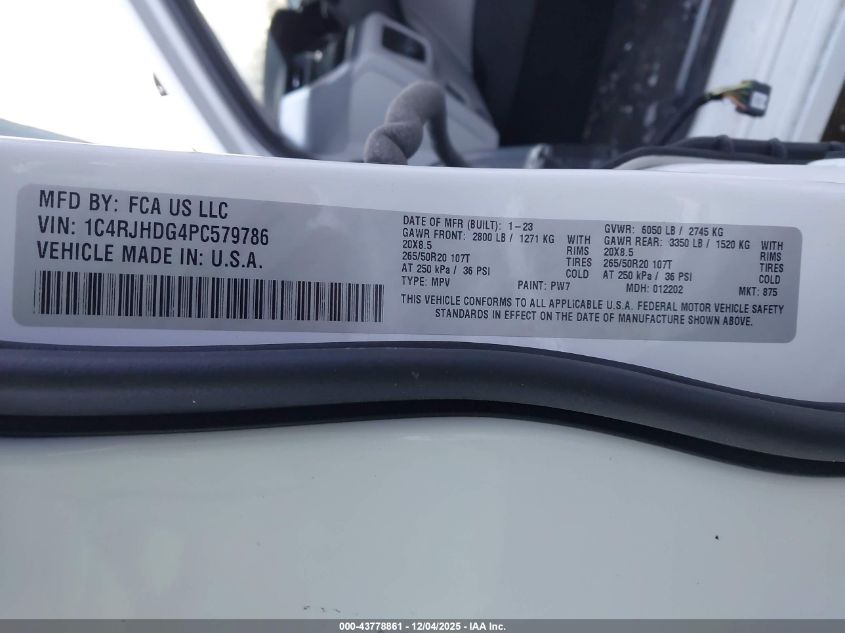 MFD BY: FCA US LLC
VIN: 1C4RJHDG4PC579786
VEHICLE MADE IN: U.S.A.
DATE OF MFR (BUILT): 1-23
GAWR FRONT: 2800 LB / 1271 KG WITH
20X8.5 RIMS
265/50R20 107T TIRES
AT 250 kPa / 36 PSI COLD
TYPE: MPV PAINT: PW7
GVWR: 6050 LB / 2745 KG
GAWR REAR: 3350 LB / 1520 KG WITH
20X8.5 RIMS
265/50R20 107T TIRES
AT 250 kPa / 36 PSI COLD
MDH: 012202 MKT: 875
THIS VEHICLE CONFORMS TO ALL APPLICABLE U.S.A. FEDERAL MOTOR VEHICLE SAFETY
STANDARDS IN EFFECT ON THE DATE OF MANUFACTURE SHOWN ABOVE.
000-43778861 - 12/04/2025 - IAA Inc.